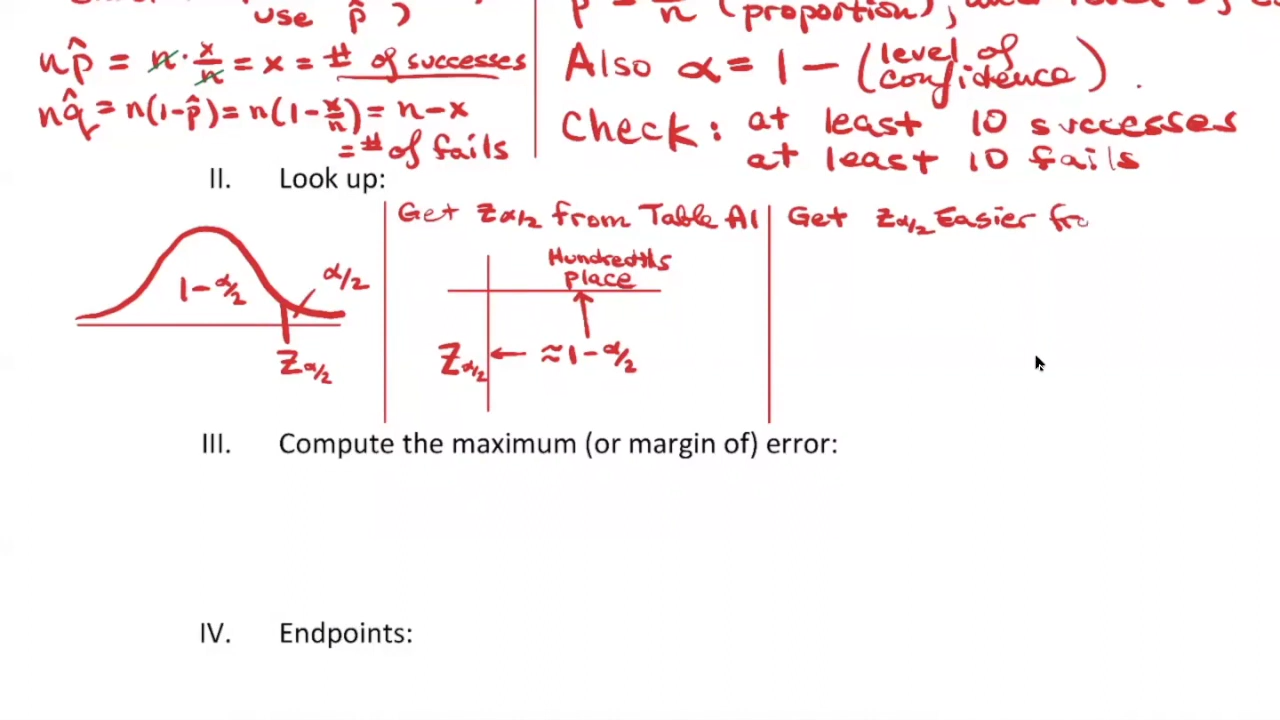 use p̂ )
n (proportion),
np̂ = n · x/n = x = # of successes
nq̂ = n(1-p̂) = n(1-x/n) = n-x
= # of fails
Also α = 1 - (level of confidence).
Check: at least 10 successes
at least 10 fails
II. Look up:
1-α/2
α/2
Zα/2
Get Zα/2 from Table A1
Hundredths
place
Zα/2 ← ≈1-α/2
Get Zα/2 Easier fro
III. Compute the maximum (or margin of) error:
IV. Endpoints: